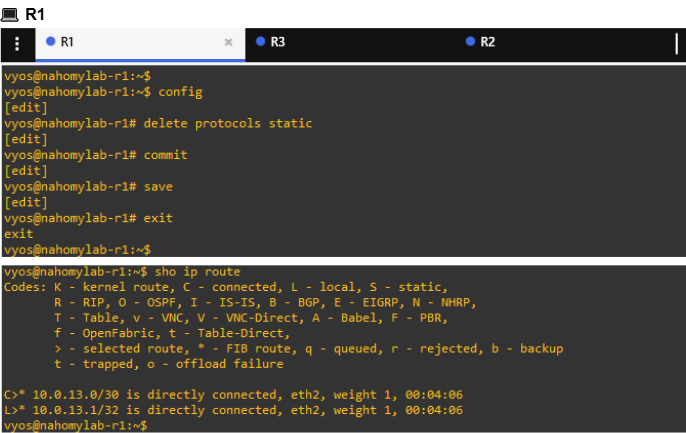 R1
R1 × R3 R2
vyos@nahomylab-r1:~$
vyos@nahomylab-r1:~$ config
[edit]
vyos@nahomylab-r1# delete protocols static
[edit]
vyos@nahomylab-r1# commit
[edit]
vyos@nahomylab-r1# save
[edit]
vyos@nahomylab-r1# exit
exit
vyos@nahomylab-r1:~$
vyos@nahomylab-r1:~$ sho ip route
Codes: K - kernel route, C - connected, L - local, S - static,
R - RIP, O - OSPF, I - IS-IS, B - BGP, E - EIGRP, N - NHRP,
T - Table, v - VNC, V - VNC-Direct, A - Babel, F - PBR,
f - OpenFabric, t - Table-Direct,
> - selected route, * - FIB route, q - queued, r - rejected, b - backup
t - trapped, o - offload failure
C>* 10.0.13.0/30 is directly connected, eth2, weight 1, 00:04:06
L>* 10.0.13.1/32 is directly connected, eth2, weight 1, 00:04:06
vyos@nahomylab-r1:~$